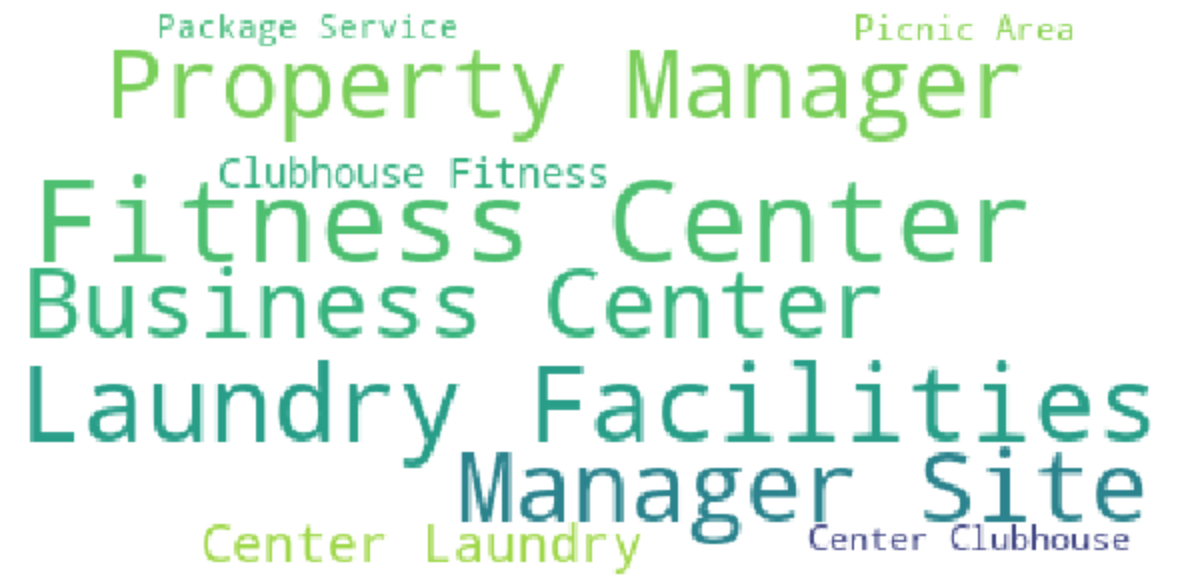 Package Service
Picnic Area
Property Manager
Clubhouse Fitness
Fitness Center
Business Center
Laundry Facilities
Manager Site
Center Laundry
Center Clubhouse